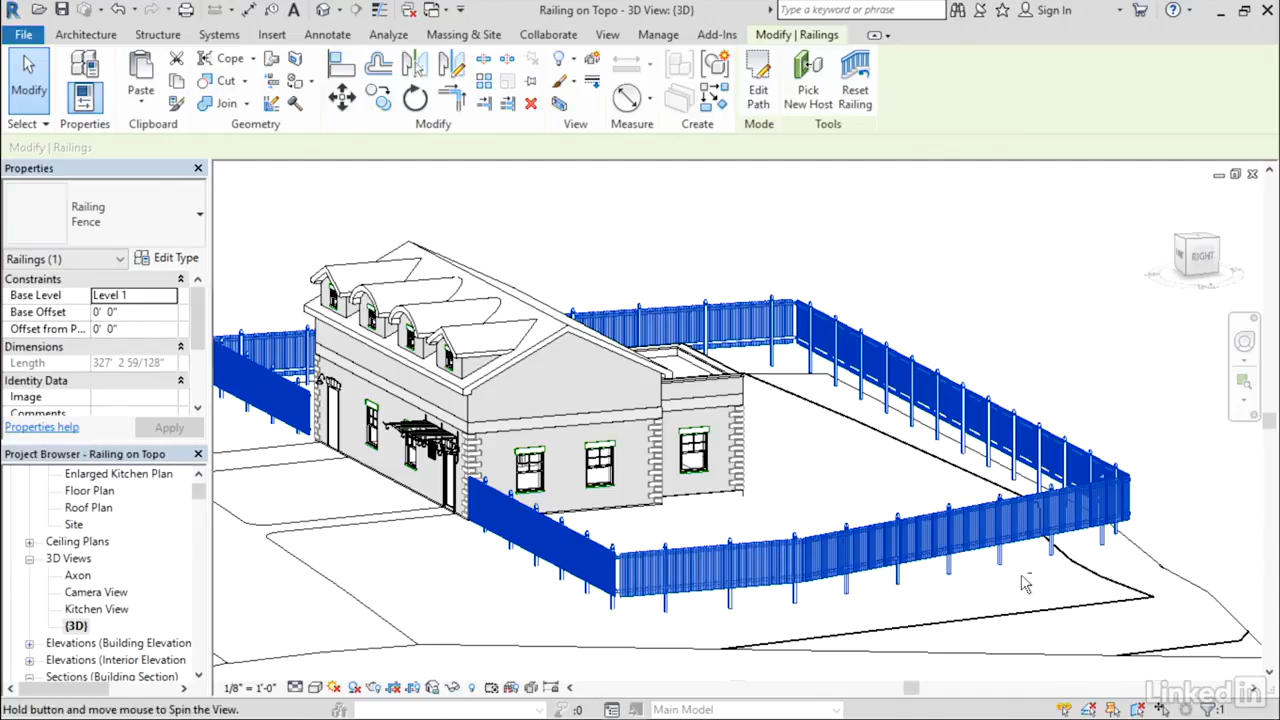 Railing on Topo - 3D View: {3D}
Type a keyword or phrase
Sign In
File
Architecture
Structure
Systems
Insert
Annotate
Analyze
Massing & Site
Collaborate
View
Manage
Add-Ins
Modify | Railings
Modify
Paste
Cope
Cut
Join
Edit
Path
Pick
New Host
Reset
Railing
Select
Properties
Clipboard
Geometry
Modify
View
Measure
Create
Mode
Tools
Modify | Railings
Properties
Railing
Fence
Railings (1)
Edit Type
Constraints
Base Level
Level 1
Base Offset
0' 0"
Offset from P...
0' 0"
Dimensions
Length
327' 2 59/128"
Identity Data
Image
Comments
Properties help
Apply
Project Browser - Railing on Topo
Enlarged Kitchen Plan
Floor Plan
Roof Plan
Site
Ceiling Plans
3D Views
Axon
Camera View
Kitchen View
{3D}
Elevations (Building Elevation
Elevations (Interior Elevation
Sections (Building Section)
RIGHT
1/8" = 1'-0"
Hold button and move mouse to Spin the View.
:0
Main Model
:1
Linked in